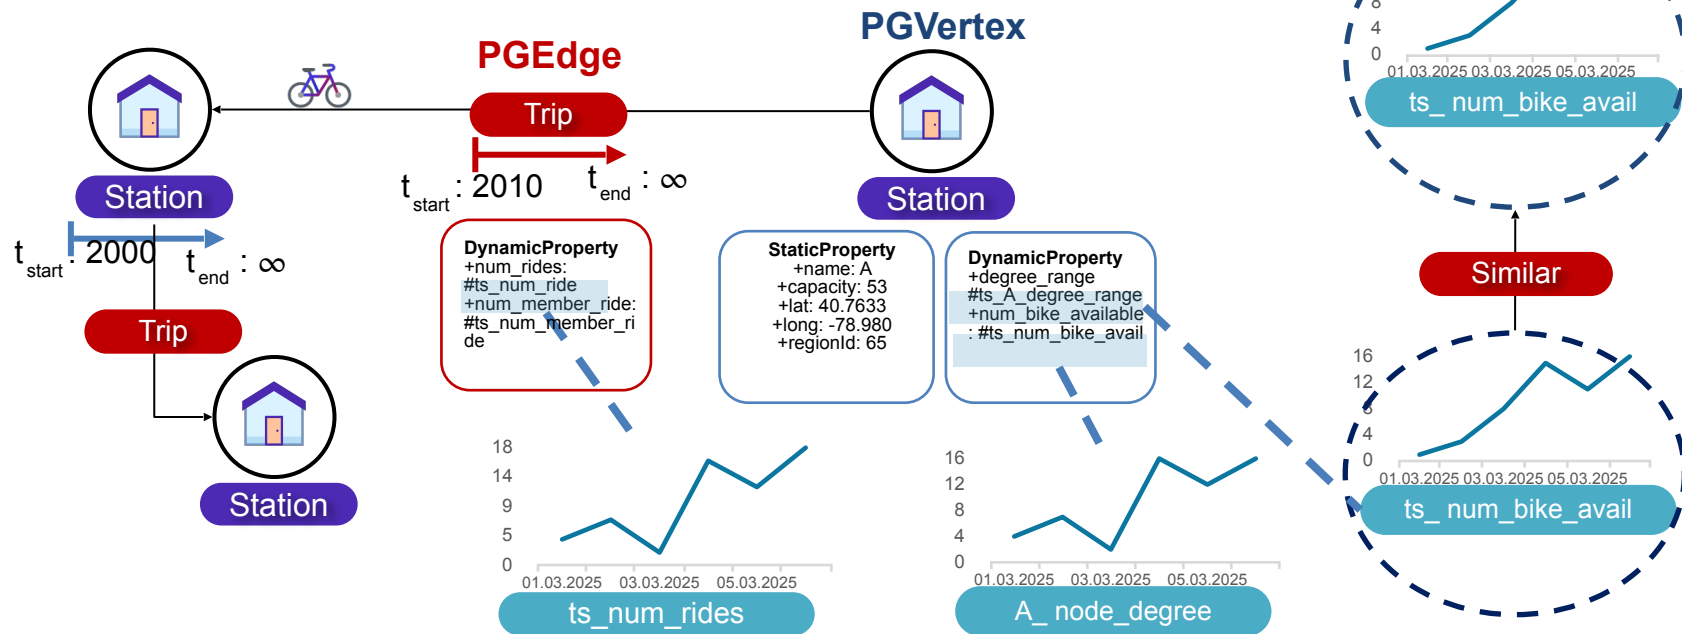 PGVertex
PGEdge
Trip
Station
t start : 2000
t end : ∞
Trip
Station
t start : 2010
t end : ∞
Station
DynamicProperty
+num_rides:
#ts_num_ride
+num_member_ride:
#ts_num_member_ri
de
StaticProperty
+name: A
+capacity: 53
+lat: 40.7633
+long: -78.980
+regionId: 65
DynamicProperty
+degree_range
#ts_A_degree_range
+num_bike_available
: #ts_num_bike_avail
18
14
9
5
0
01.03.2025 03.03.2025 05.03.2025
ts_num_rides
16
12
8
4
0
01.03.2025 03.03.2025 05.03.2025
A_ node_degree
8
4
0
01.03.2025 03.03.2025 05.03.2025
ts_ num_bike_avail
Similar
16
12
8
4
0
01.03.2025 03.03.2025 05.03.2025
ts_ num_bike_avail